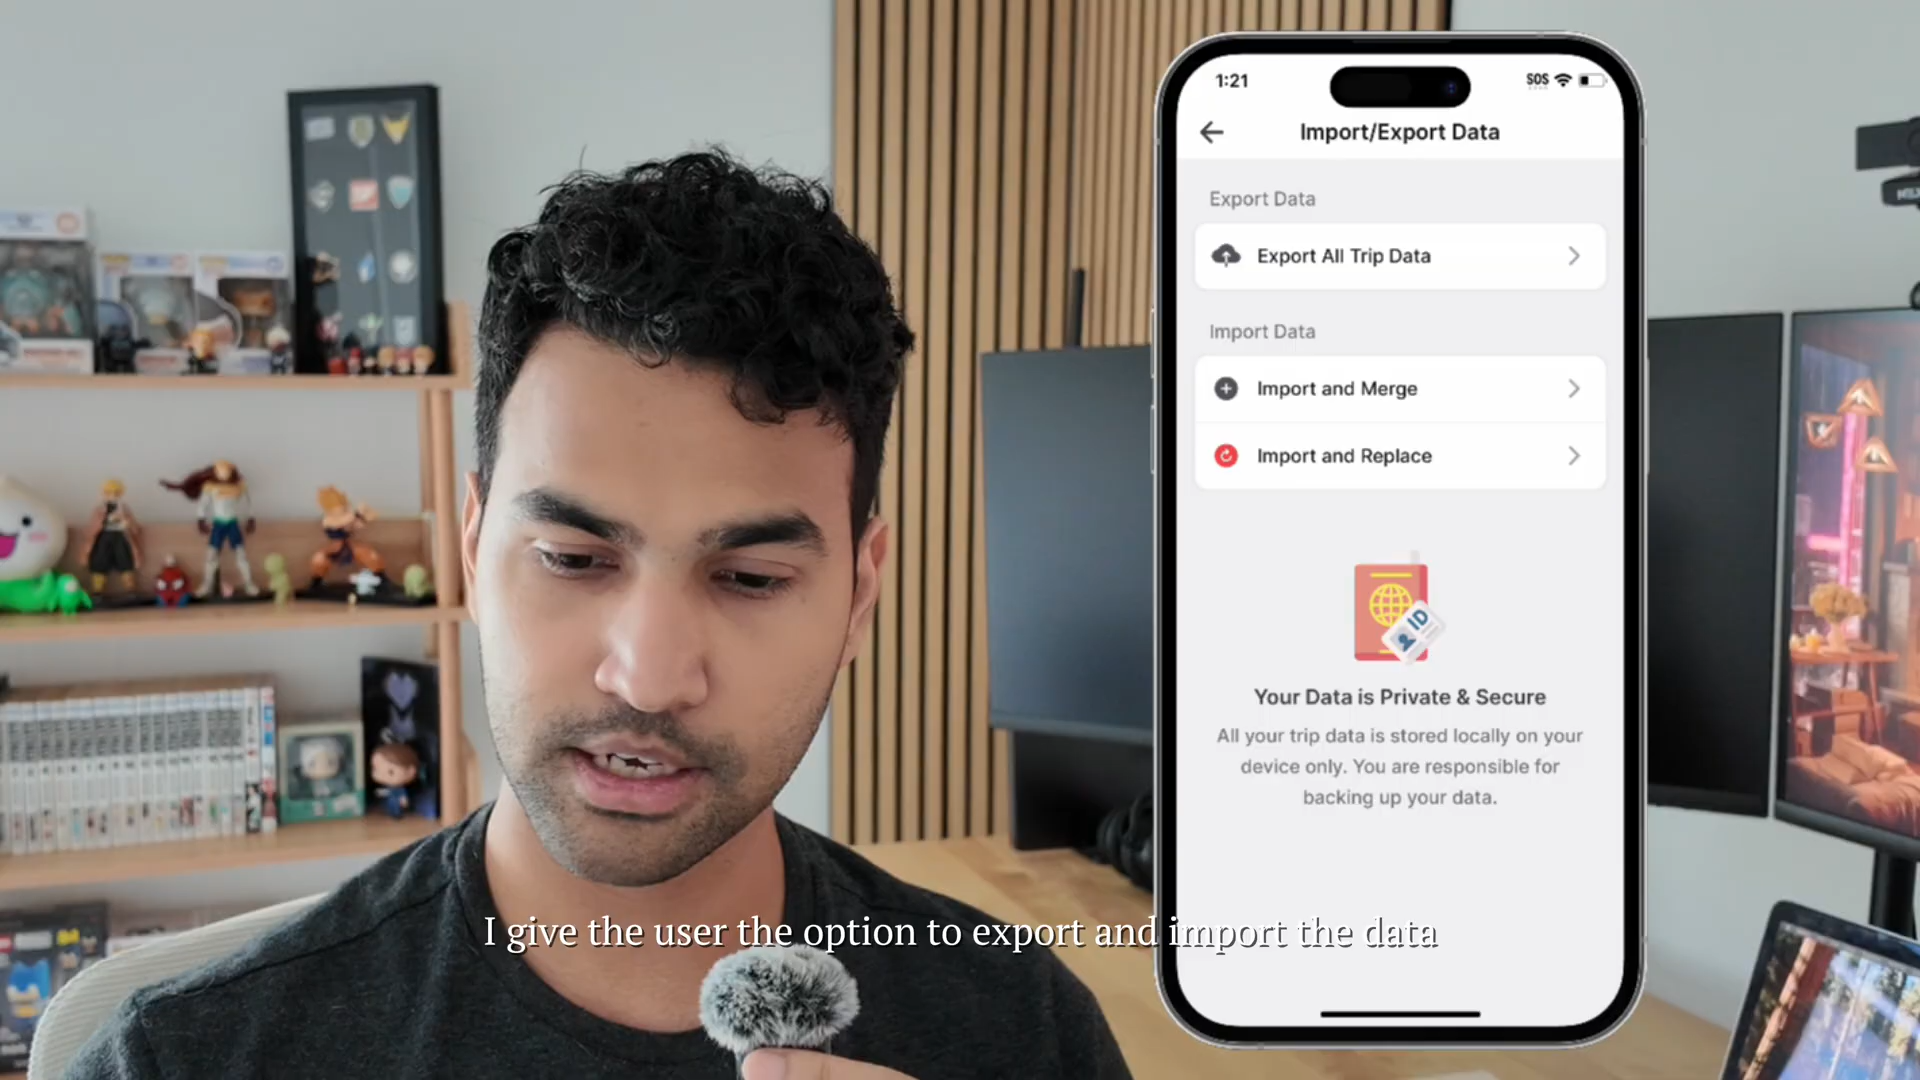 1:21
SOS
Import/Export Data
Export Data
Export All Trip Data
Import Data
Import and Merge
Import and Replace
ID
Your Data is Private & Secure
All your trip data is stored locally on your
device only. You are responsible for
backing up your data.
I give the user the option to export and import the data